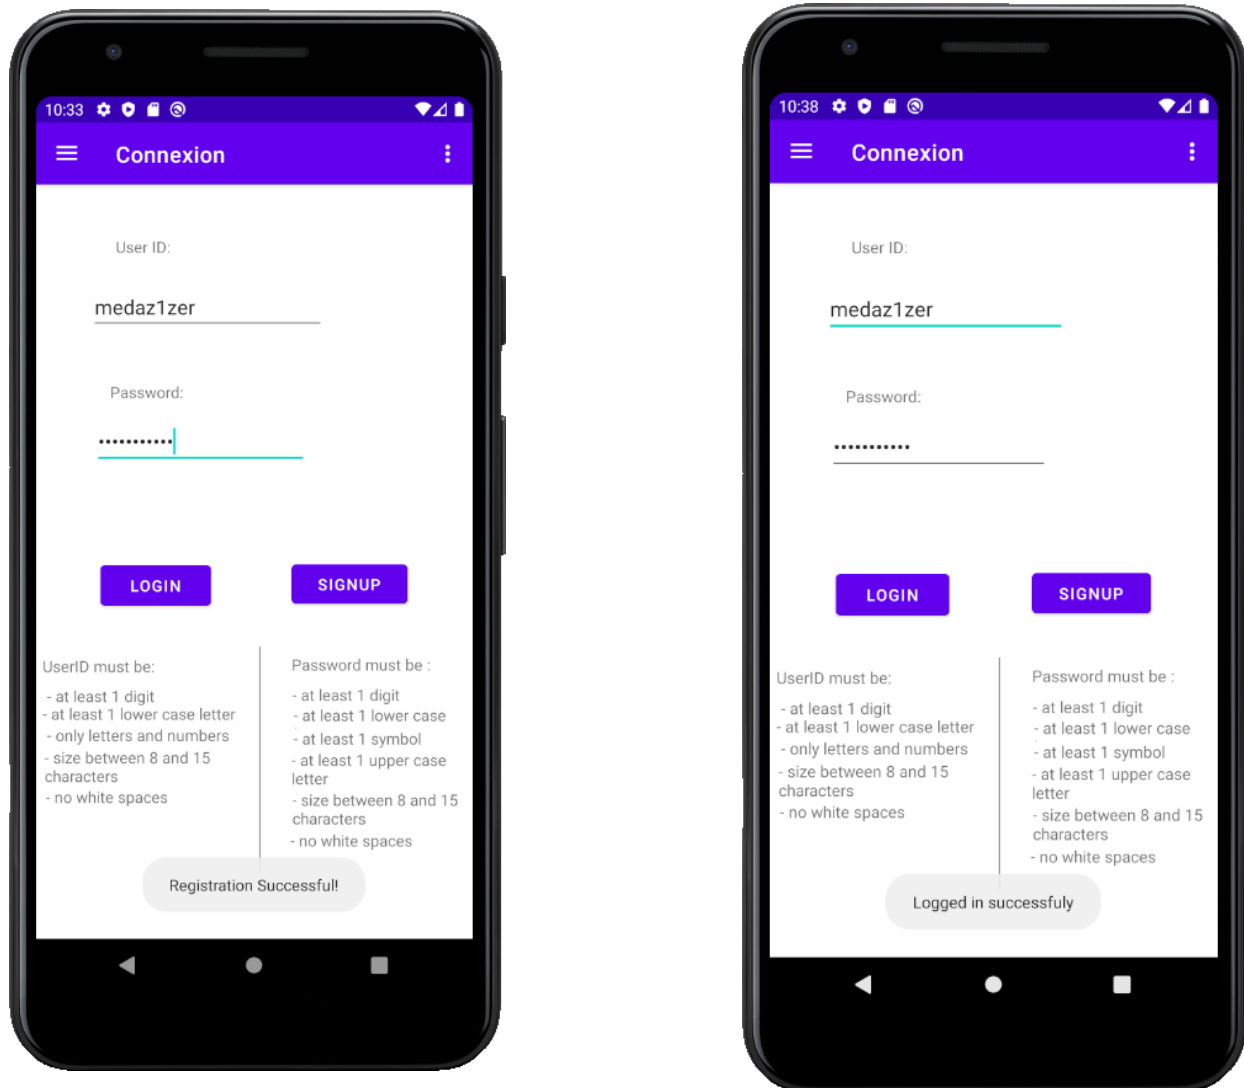 10:33
Connexion
User ID:
medaz1zer
Password:
•••••••••••
LOGIN
SIGNUP
UserID must be:
- at least 1 digit
- at least 1 lower case letter
- only letters and numbers
- size between 8 and 15
characters
- no white spaces
Password must be :
- at least 1 digit
- at least 1 lower case
- at least 1 symbol
- at least 1 upper case
letter
- size between 8 and 15
characters
- no white spaces
Registration Successful!
10:38
Connexion
User ID:
medaz1zer
Password:
•••••••••••
LOGIN
SIGNUP
UserID must be:
- at least 1 digit
- at least 1 lower case letter
- only letters and numbers
- size between 8 and 15
characters
- no white spaces
Password must be :
- at least 1 digit
- at least 1 lower case
- at least 1 symbol
- at least 1 upper case
letter
- size between 8 and 15
characters
- no white spaces
Logged in successfuly